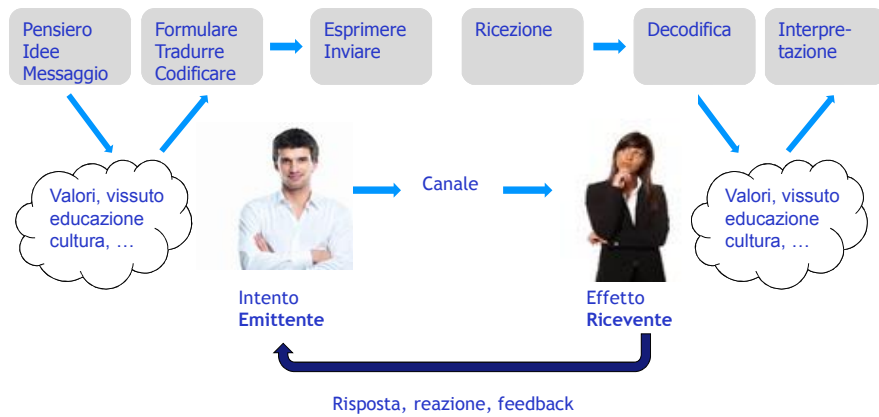 Pensiero
Idee
Messaggio
Formulare
Tradurre
Codificare
Esprimere
Inviare
Ricezione
Decodifica
Interpre-
tazione
Valori, vissuto
educazione
cultura, …
Canale
Valori, vissuto
educazione
cultura, …
Intento
Emittente
Effetto
Ricevente
Risposta, reazione, feedback